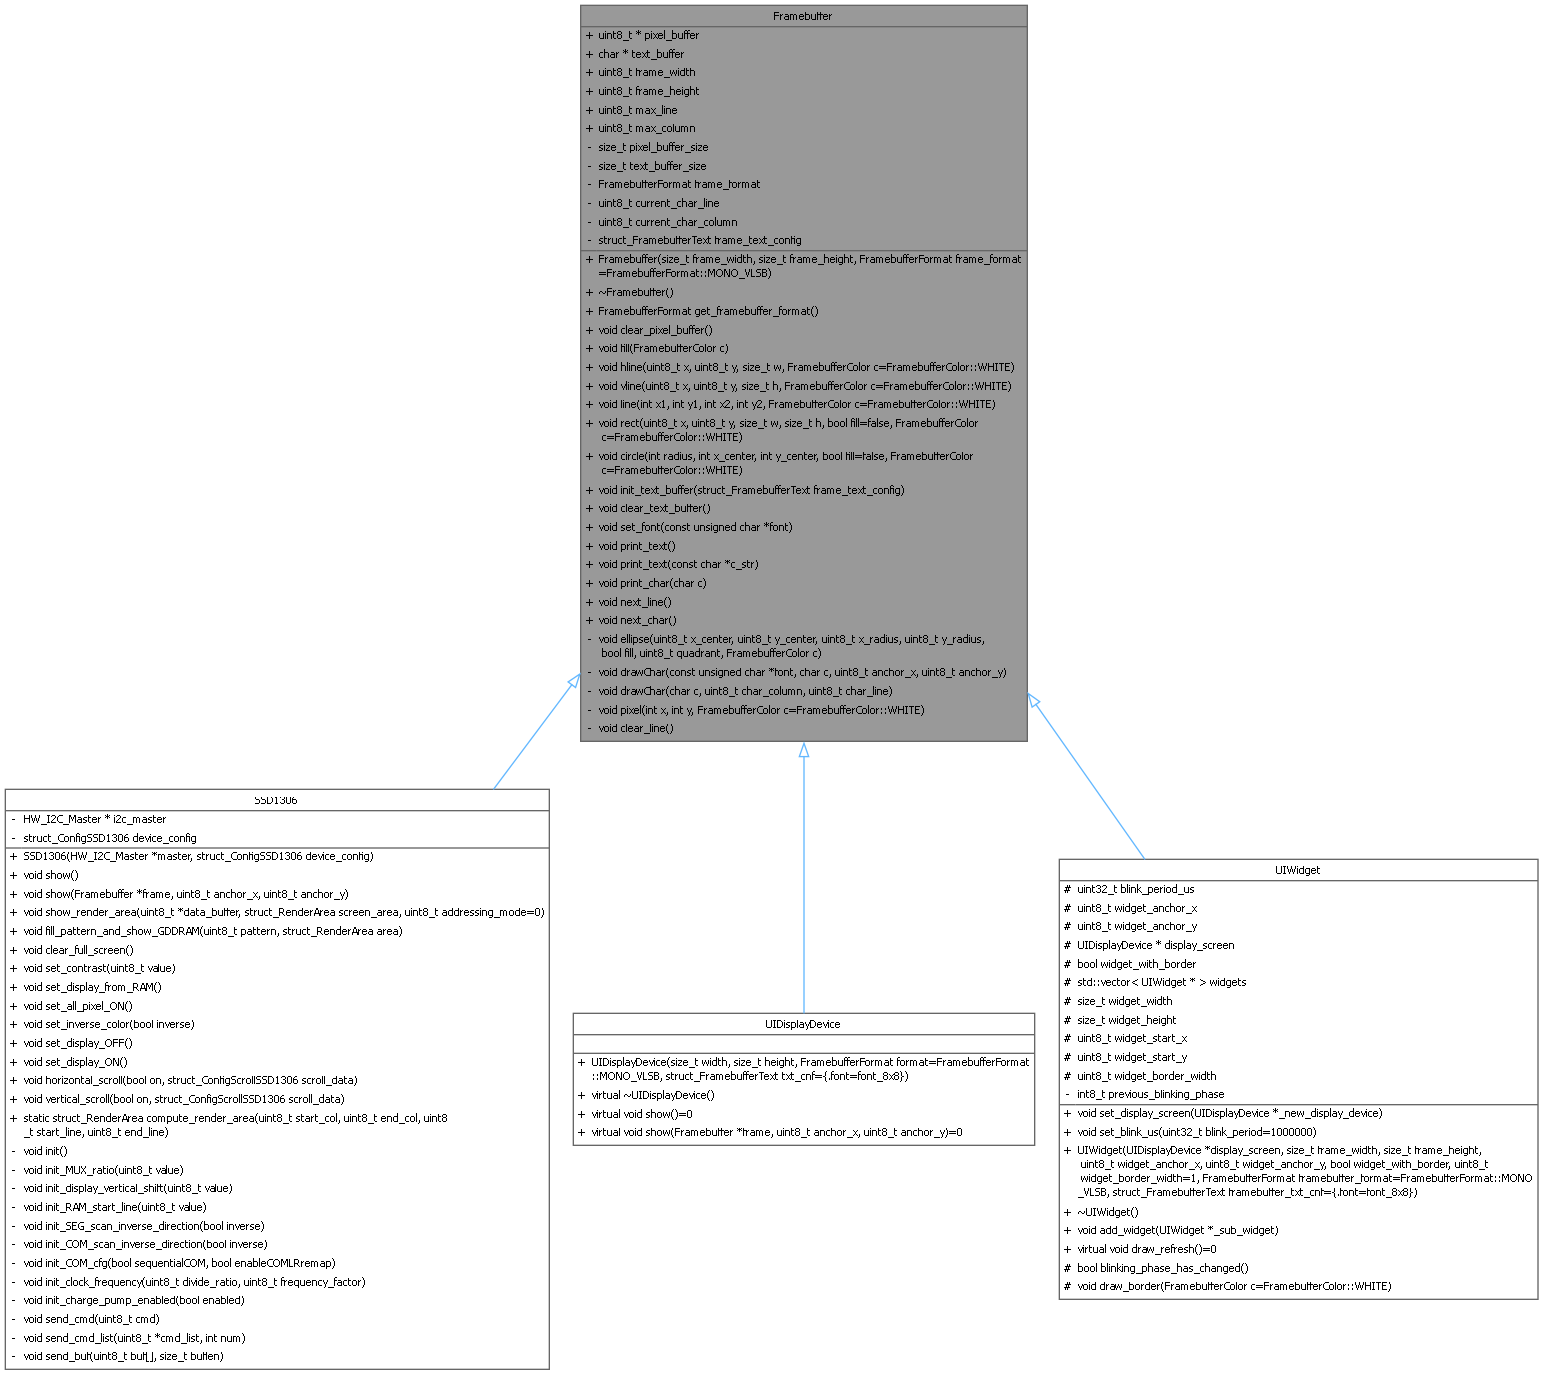 Framebuffer
+ uint8_t * pixel_buffer
+ char * text_buffer
+ uint8_t frame_width
+ uint8_t frame_height
+ uint8_t max_line
+ uint8_t max_column
- size_t pixel_buffer_size
- size_t text_buffer_size
- FramebufferFormat frame_format
- uint8_t current_char_line
- uint8_t current_char_column
- struct_FramebufferText frame_text_config
+ Framebuffer(size_t frame_width, size_t frame_height, FramebufferFormat frame_format
=FramebufferFormat::MONO_VLSB)
+ ~Framebuffer()
+ FramebufferFormat get_framebuffer_format()
+ void clear_pixel_buffer()
+ void fill(FramebufferColor c)
+ void hline(uint8_t x, uint8_t y, size_t w, FramebufferColor c=FramebufferColor::WHITE)
+ void vline(uint8_t x, uint8_t y, size_t h, FramebufferColor c=FramebufferColor::WHITE)
+ void line(int x1, int y1, int x2, int y2, FramebufferColor c=FramebufferColor::WHITE)
+ void rect(uint8_t x, uint8_t y, size_t w, size_t h, bool fill=false, FramebufferColor
c=FramebufferColor::WHITE)
+ void circle(int radius, int x_center, int y_center, bool fill=false, FramebufferColor
c=FramebufferColor::WHITE)
+ void init_text_buffer(struct_FramebufferText frame_text_config)
+ void clear_text_buffer()
+ void set_font(const unsigned char *font)
+ void print_text()
+ void print_text(const char *c_str)
+ void print_char(char c)
+ void next_line()
+ void next_char()
- void ellipse(uint8_t x_center, uint8_t y_center, uint8_t x_radius, uint8_t y_radius,
bool fill, uint8_t quadrant, FramebufferColor c)
- void drawChar(const unsigned char *font, char c, uint8_t anchor_x, uint8_t anchor_y)
- void drawChar(char c, uint8_t char_column, uint8_t char_line)
- void pixel(int x, int y, FramebufferColor c=FramebufferColor::WHITE)
- void clear_line()
SSD1306
- HW_I2C_Master * i2c_master
- struct_ConfigSSD1306 device_config
+ SSD1306(HW_I2C_Master *master, struct_ConfigSSD1306 device_config)
+ void show()
+ void show(Framebuffer *frame, uint8_t anchor_x, uint8_t anchor_y)
+ void show_render_area(uint8_t *data_buffer, struct_RenderArea screen_area, uint8_t addressing_mode=0)
+ void fill_pattern_and_show_GDDRAM(uint8_t pattern, struct_RenderArea area)
+ void clear_full_screen()
+ void set_contrast(uint8_t value)
+ void set_display_from_RAM()
+ void set_all_pixel_ON()
+ void set_inverse_color(bool inverse)
+ void set_display_OFF()
+ void set_display_ON()
+ void horizontal_scroll(bool on, struct_ConfigScrollSSD1306 scroll_data)
+ void vertical_scroll(bool on, struct_ConfigScrollSSD1306 scroll_data)
+ static struct_RenderArea compute_render_area(uint8_t start_col, uint8_t end_col, uint8
_t start_line, uint8_t end_line)
- void init()
- void init_MUX_ratio(uint8_t value)
- void init_display_vertical_shift(uint8_t value)
- void init_RAM_start_line(uint8_t value)
- void init_SEG_scan_inverse_direction(bool inverse)
- void init_COM_scan_inverse_direction(bool inverse)
- void init_COM_cfg(bool sequentialCOM, bool enableCOMLRremap)
- void init_clock_frequency(uint8_t divide_ratio, uint8_t frequency_factor)
- void init_charge_pump_enabled(bool enabled)
- void send_cmd(uint8_t cmd)
- void send_cmd_list(uint8_t *cmd_list, int num)
- void send_buf(uint8_t buf[], size_t buflen)
UIDisplayDevice
+ UIDisplayDevice(size_t width, size_t height, FramebufferFormat format=FramebufferFormat
::MONO_VLSB, struct_FramebufferText txt_cnf={.font=font_8x8})
+ virtual ~UIDisplayDevice()
+ virtual void show()=0
+ virtual void show(Framebuffer *frame, uint8_t anchor_x, uint8_t anchor_y)=0
UIWidget
# uint32_t blink_period_us
# uint8_t widget_anchor_x
# uint8_t widget_anchor_y
# UIDisplayDevice * display_screen
# bool widget_with_border
# std::vector< UIWidget * > widgets
# size_t widget_width
# size_t widget_height
# uint8_t widget_start_x
# uint8_t widget_start_y
# uint8_t widget_border_width
- int8_t previous_blinking_phase
+ void set_display_screen(UIDisplayDevice *_new_display_device)
+ void set_blink_us(uint32_t blink_period=1000000)
+ UIWidget(UIDisplayDevice *display_screen, size_t frame_width, size_t frame_height,
uint8_t widget_anchor_x, uint8_t widget_anchor_y, bool widget_with_border, uint8_t
widget_border_width=1, FramebufferFormat framebuffer_format=FramebufferFormat::MONO
_VLSB, struct_FramebufferText framebuffer_txt_cnf={.font=font_8x8})
+ ~UIWidget()
+ void add_widget(UIWidget *_sub_widget)
+ virtual void draw_refresh()=0
# bool blinking_phase_has_changed()
# void draw_border(FramebufferColor c=FramebufferColor::WHITE)